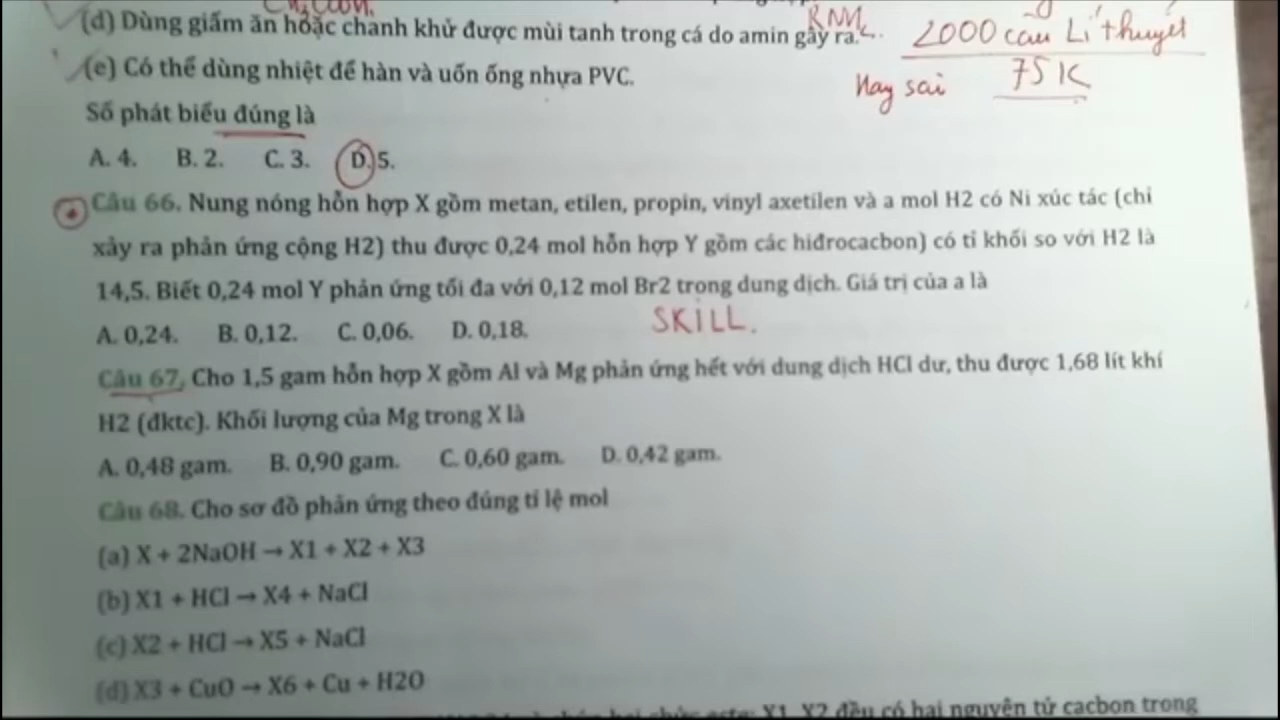 (d) Dùng giấm ăn hoặc chanh khử được mùi tanh trong cá do amin gây ra.
2000 câu Lí thuyết
(e) Có thể dùng nhiệt để hàn và uốn ống nhựa PVC.
Hay sai 75K
Số phát biểu đúng là
A. 4. B. 2. C. 3. D. 5.
Câu 66. Nung nóng hỗn hợp X gồm metan, etilen, propin, vinyl axetilen và a mol H2 có Ni xúc tác (chỉ
xảy ra phản ứng cộng H2) thu được 0,24 mol hỗn hợp Y gồm các hiđrocacbon) có tỉ khối so với H2 là
14,5. Biết 0,24 mol Y phản ứng tối đa với 0,12 mol Br2 trong dung dịch. Giá trị của a là
SKILL.
A. 0,24. B. 0,12. C. 0,06. D. 0,18.
Câu 67. Cho 1,5 gam hỗn hợp X gồm Al và Mg phản ứng hết với dung dịch HCl dư, thu được 1,68 lít khí
H2 (đktc). Khối lượng của Mg trong X là
A. 0,48 gam. B. 0,90 gam. C. 0,60 gam. D. 0,42 gam.
Câu 68. Cho sơ đồ phản ứng theo đúng tỉ lệ mol
(a) X + 2NaOH → X1 + X2 + X3
(b) X1 + HCl → X4 + NaCl
(c) X2 + HCl → X5 + NaCl
(d) X3 + CuO → X6 + Cu + H2O
X1, X2 đều có hai nguyên tử cacbon trong